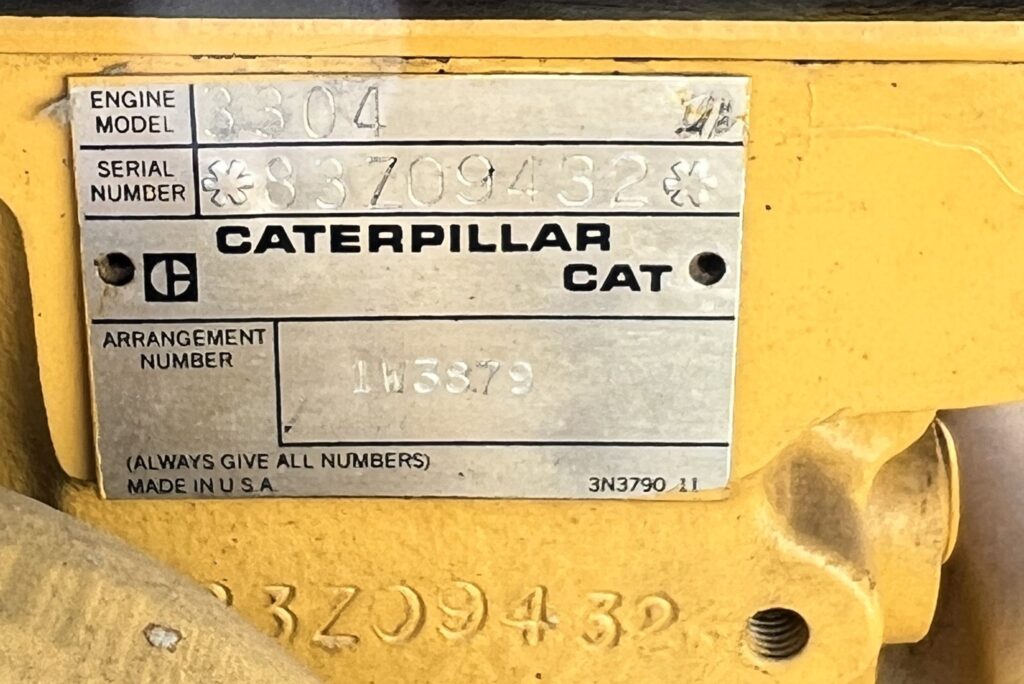 ENGINE MODEL 3304
SERIAL NUMBER *83Z09432*
CATERPILLAR
CAT
ARRANGEMENT NUMBER 1W3879
(ALWAYS GIVE ALL NUMBERS)
MADE IN U S A
3N3790 11
83Z09432